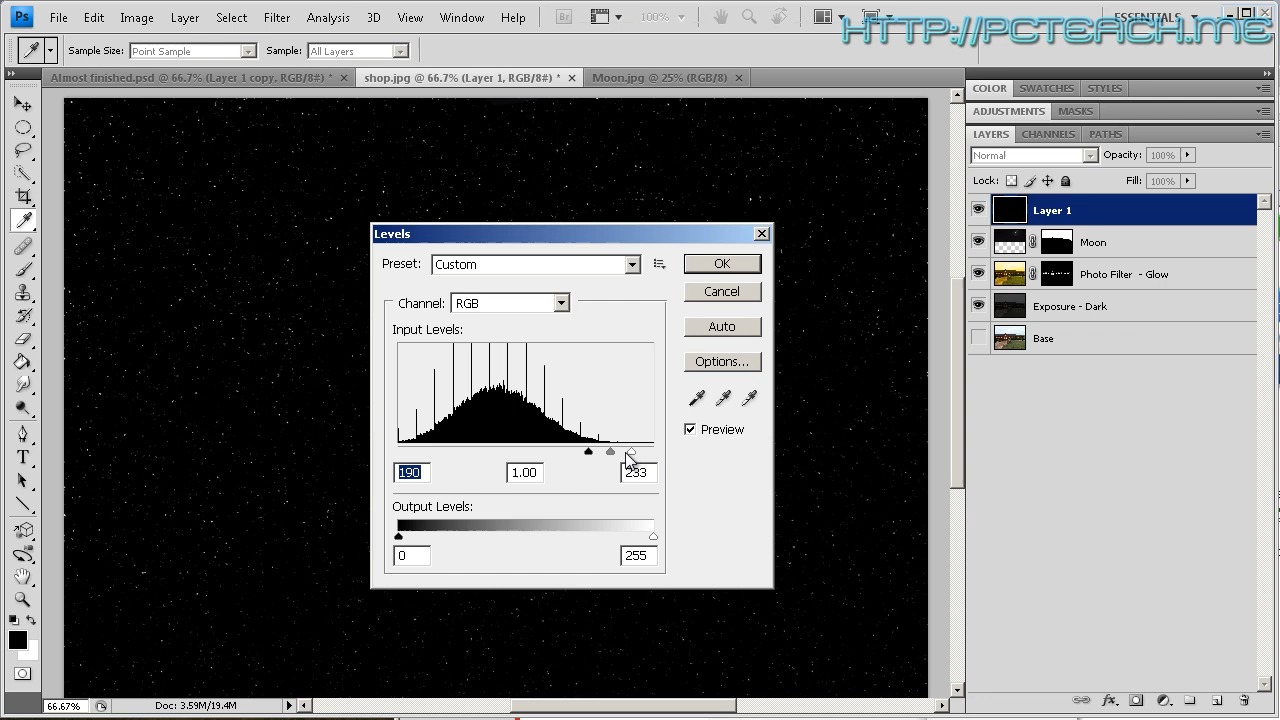 Ps File Edit Image Layer Select Filter Analysis 3D View Window Help Br 100% ESSENTIALS
HTTP://PCTEACH.ME
Sample Size: Point Sample Sample: All Layers
Almost finished.psd @ 66.7% (Layer 1 copy, RGB/8#) * × shop.jpg @ 66.7% (Layer 1, RGB/8#) * × Moon.jpg @ 25% (RGB/8) ×
COLOR SWATCHES STYLES
ADJUSTMENTS MASKS
LAYERS CHANNELS PATHS
Normal Opacity: 100%
Lock: Fill: 100%
Layer 1
Moon
Photo Filter - Glow
Exposure - Dark
Base
Levels
Preset: Custom OK
Cancel
Channel: RGB
Input Levels:
Auto
Options...
Preview
190 1.00 233
Output Levels:
0 255
T
66.67% Doc: 3.59M/19.4M